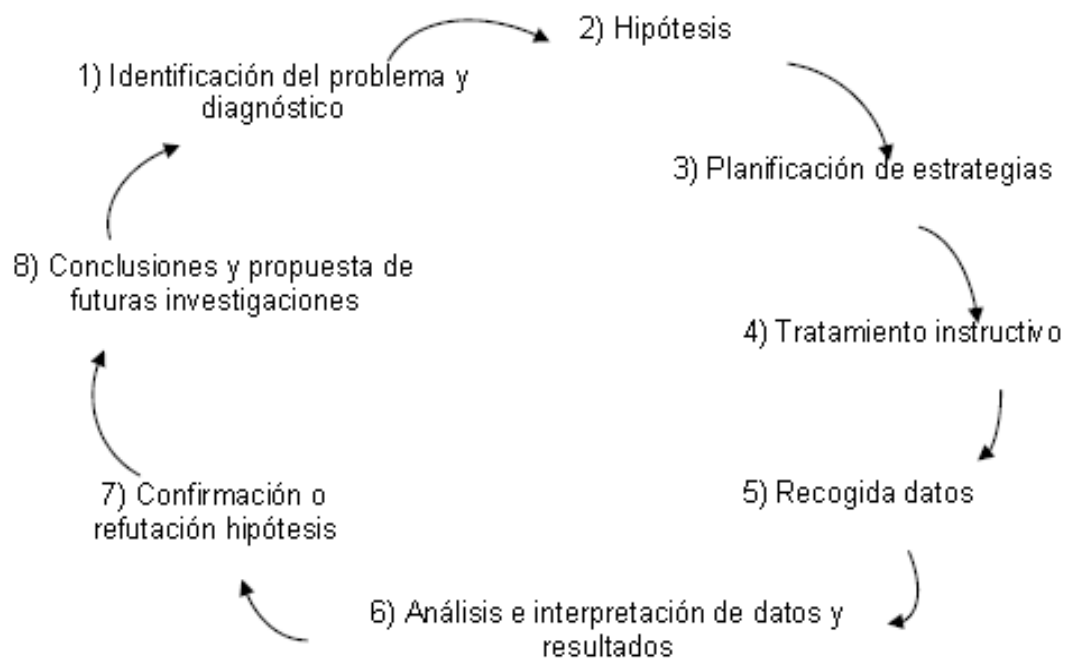 1) Identificación del problema y
diagnóstico
2) Hipótesis
3) Planificación de estrategias
4) Tratamiento instructivo
5) Recogida datos
6) Análisis e interpretación de datos y
resultados
7) Confirmación o
refutación hipótesis
8) Conclusiones y propuesta de
futuras investigaciones